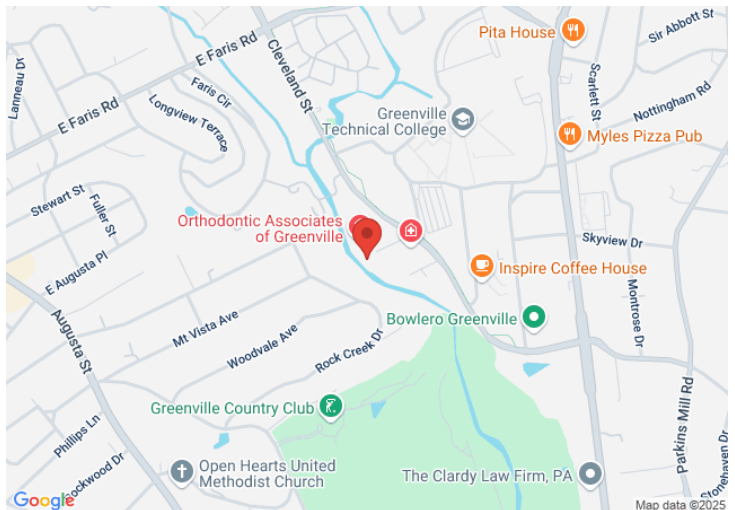 Pita House
Sir Abbott St
E Faris Rd
Cleveland St
Lanneau Dr
Scarlett St
Faris Cir
Nottingham Rd
Longview Terrace
E Faris Rd
Greenville
Technical College
Myles Pizza Pub
Stewart St
Fuller St
Orthodontic Associates
of Greenville
Skyview Dr
E Augusta Pl
Inspire Coffee House
Montrose Dr
Augusta St
Mt Vista Ave
Woodvale Ave
Rock Creek Dr
Bowlero Greenville
Parkins Mill Rd
Greenville Country Club
Phillips Ln
Open Hearts United
Methodist Church
The Clardy Law Firm, PA
ockwood Dr
Stonehaven Dr
Google
Map data ©2025